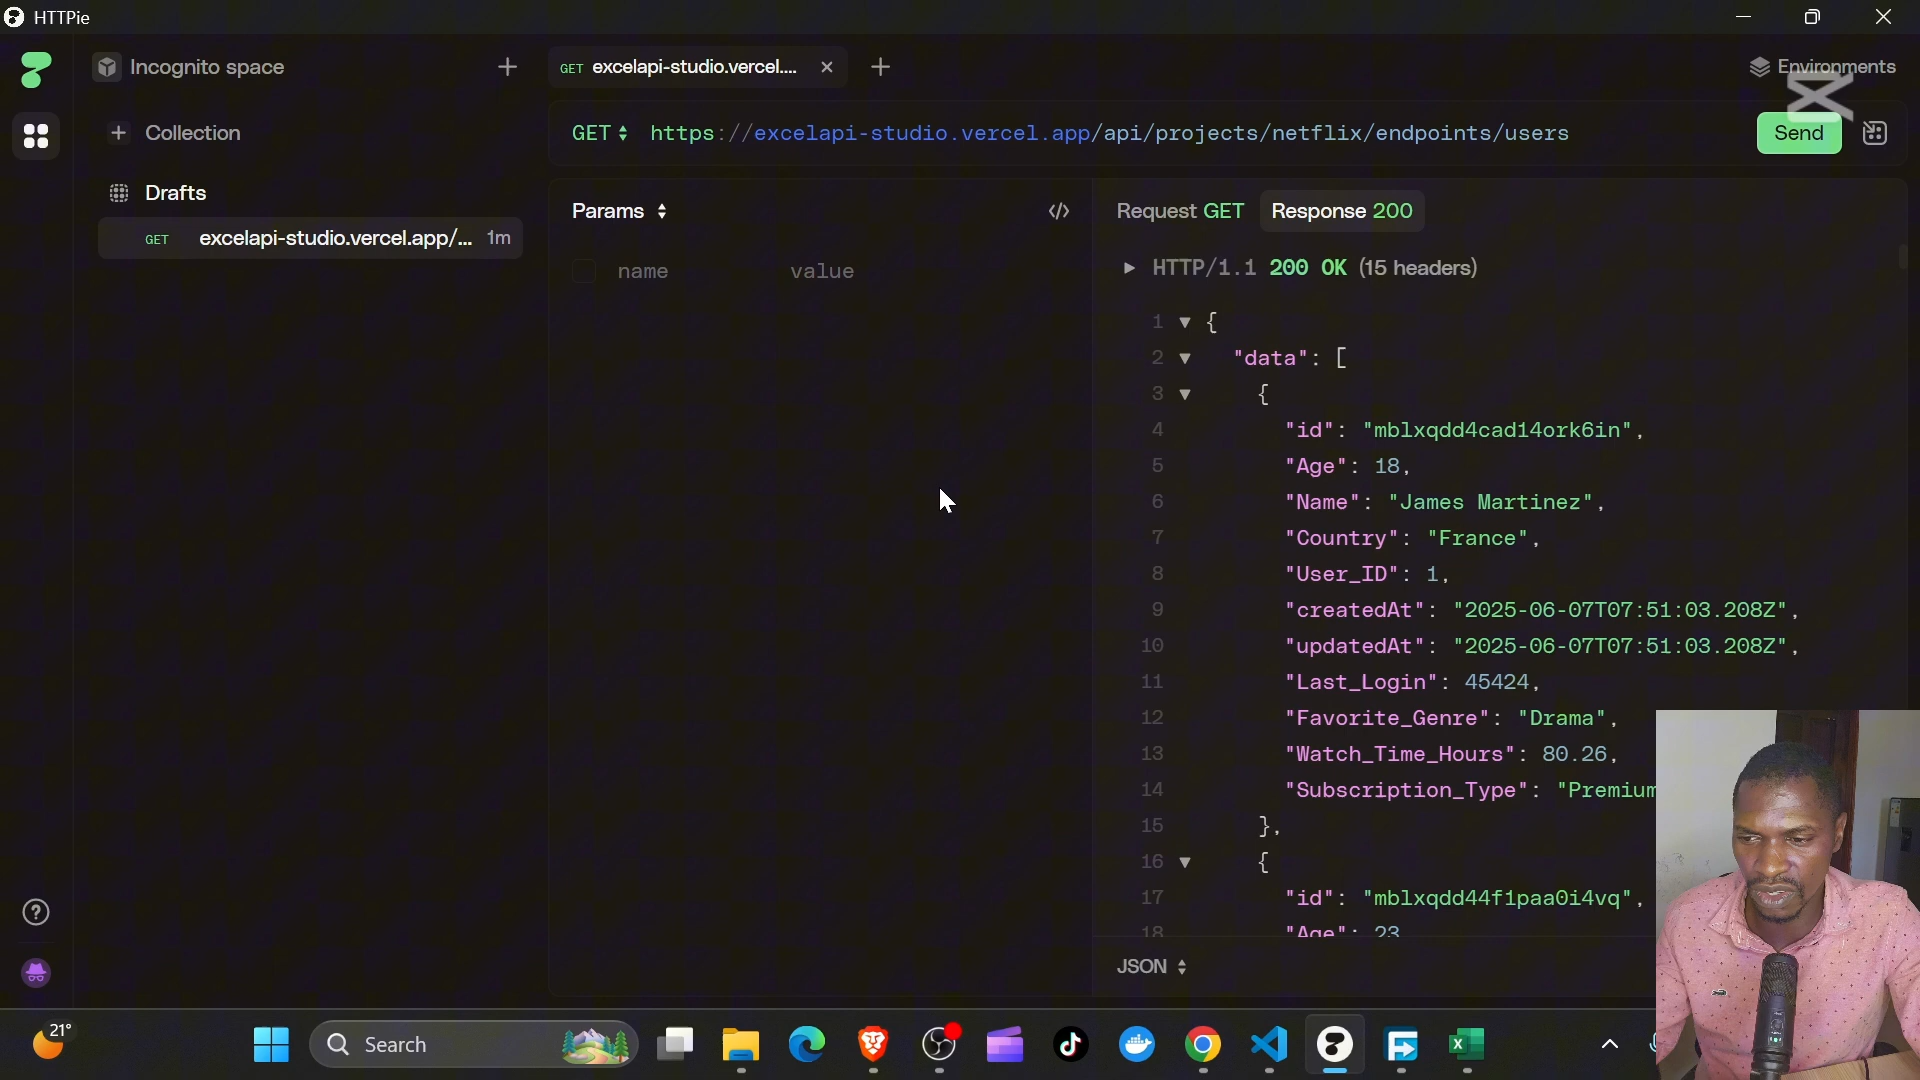 HTTPie
Incognito space
GET excelapi-studio.vercel....
Environments
Collection
GET https://excelapi-studio.vercel.app/api/projects/netflix/endpoints/users
Send
Drafts
GET excelapi-studio.vercel.app/... 1m
Params
name value
Request GET Response 200
HTTP/1.1 200 OK (15 headers)
1 {
2 "data": [
3 {
4 "id": "mblxqdd4cad14ork6in",
5 "Age": 18,
6 "Name": "James Martinez",
7 "Country": "France",
8 "User_ID": 1,
9 "createdAt": "2025-06-07T07:51:03.208Z",
10 "updatedAt": "2025-06-07T07:51:03.208Z",
11 "Last_Login": 45424,
12 "Favorite_Genre": "Drama",
13 "Watch_Time_Hours": 80.26,
14 "Subscription_Type": "Premium
15 },
16 {
17 "id": "mblxqdd44f1paa0i4vq",
18 "Age": 23
JSON
21°
Search